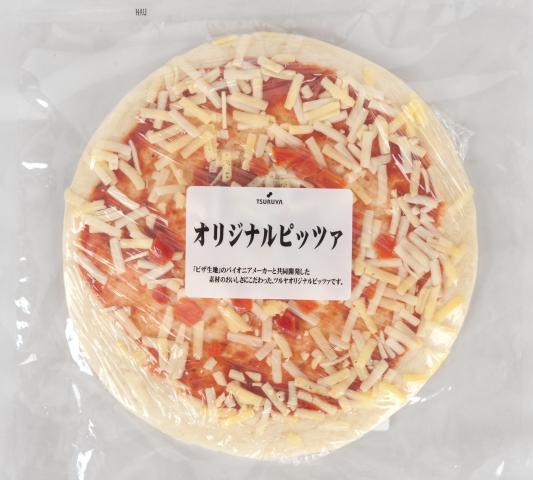 TSURUYA
オリジナルピッツァ
「ピザ生地」のパイオニアメーカーと共同開発した
素材のおいしさにこだわった、ツルヤオリジナルピッツァです。